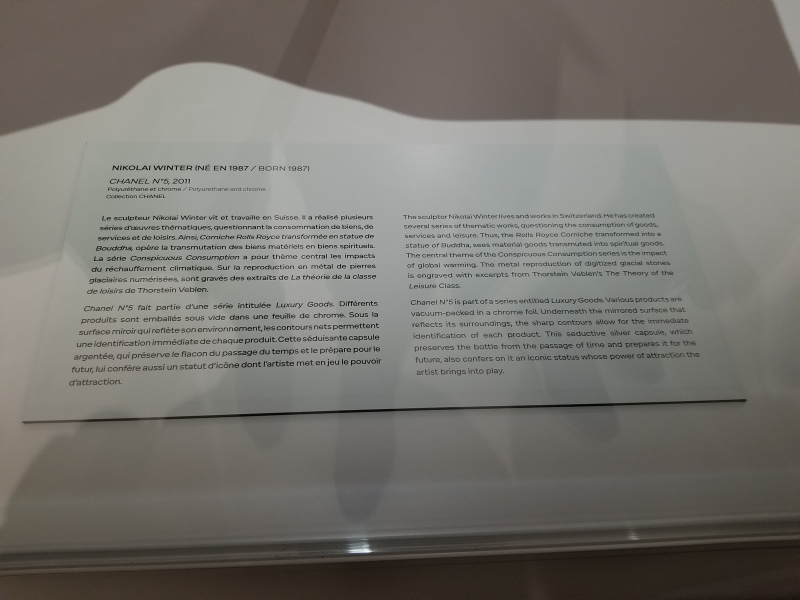 NIKOLAI WINTER (NÉ EN 1987 / BORN 1987)
CHANEL N°5, 2011
Polyuréthane et chrome / Polyurethane and chrome
Collection CHANEL
Le sculpteur Nikolai Winter vit et travaille en Suisse. Il a réalisé plusieurs
séries d'œuvres thématiques, questionnant la consommation de biens, de
services et de loisirs. Ainsi, Corniche Rolls Royce transformée en statue de
Bouddha, opère la transmutation des biens matériels en biens spirituels.
La série Conspicuous Consumption a pour thème central les impacts
du réchauffement climatique. Sur la reproduction en métal de pierres
glaciaires numérisées, sont gravés des extraits de La théorie de la classe
de loisirs de Thorstein Veblen.
Chanel N°5 fait partie d'une série intitulée Luxury Goods. Différents
produits sont emballés sous vide dans une feuille de chrome. Sous la
surface miroir qui reflète son environnement, les contours nets permettent
une identification immédiate de chaque produit. Cette séduisante capsule
argentée, qui préserve le flacon du passage du temps et le prépare pour le
futur, lui confère aussi un statut d'icône dont l'artiste met en jeu le pouvoir
d'attraction.
The sculptor Nikolai Winter lives and works in Switzerland. He has created
several series of thematic works, questioning the consumption of goods,
services and leisure. Thus, the Rolls Royce Corniche transformed into a
statue of Buddha, sees material goods transmuted into spiritual goods.
The central theme of the Conspicuous Consumption series is the impact
of global warming. The metal reproduction of digitized glacial stones
is engraved with excerpts from Thorstein Veblen's The Theory of the
Leisure Class.
Chanel N°5 is part of a series entitled Luxury Goods. Various products are
vacuum-packed in a chrome foil. Underneath the mirrored surface that
reflects its surroundings, the sharp contours allow for the immediate
identification of each product. This seductive silver capsule, which
preserves the bottle from the passage of time and prepares it for the
future, also confers on it an iconic status whose power of attraction the
artist brings into play.